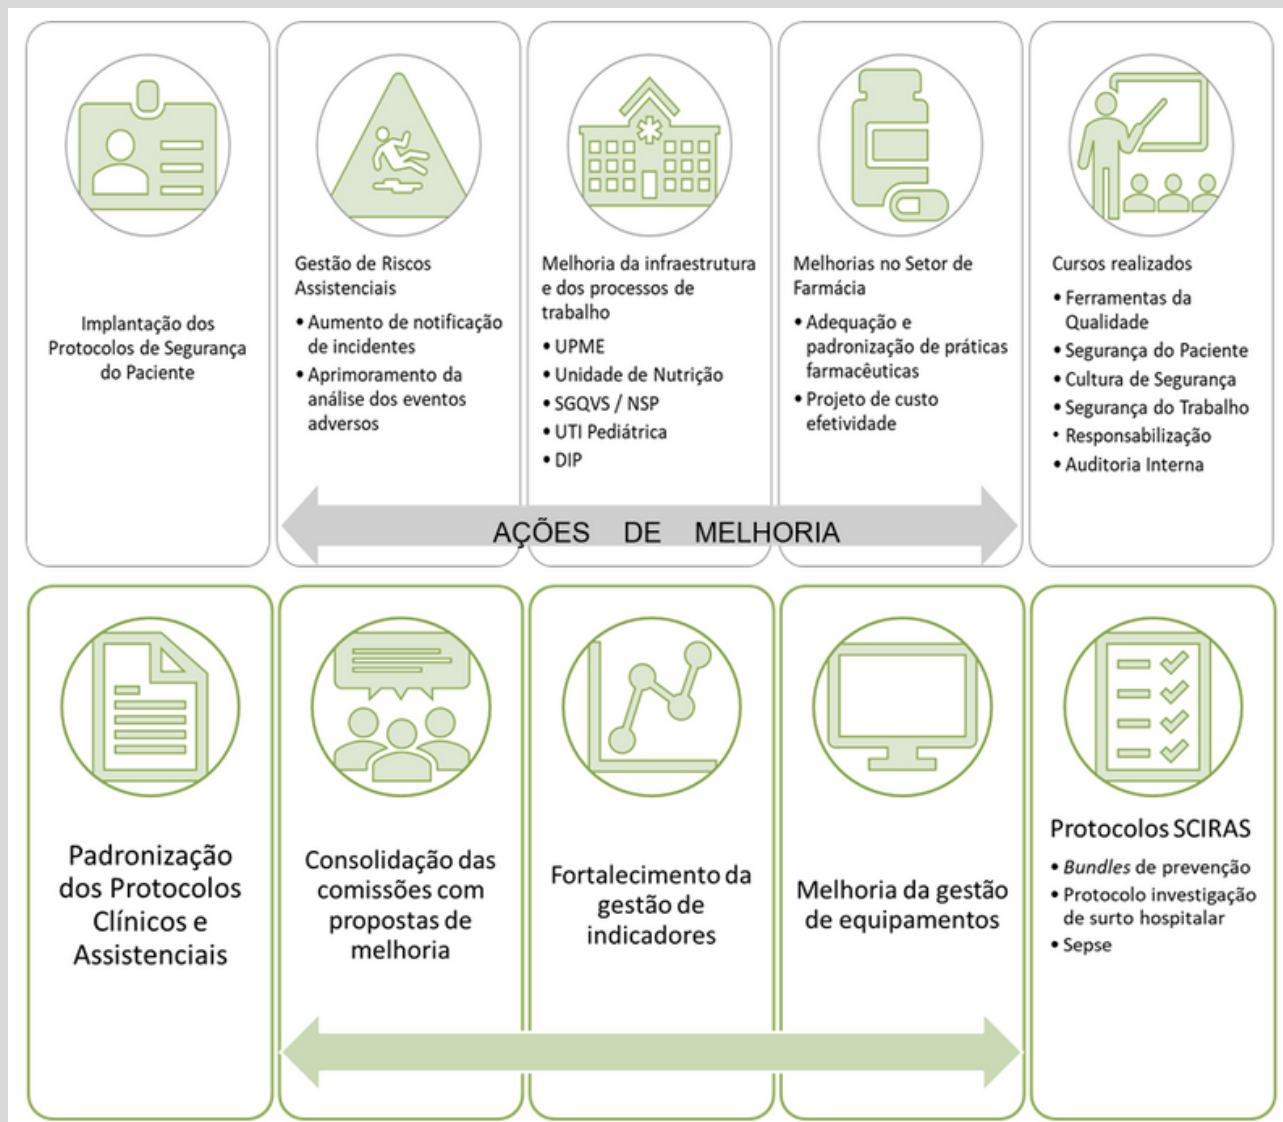 Implantação dos
Protocolos de Segurança
do Paciente
Gestão de Riscos
Assistenciais
• Aumento de notificação
de incidentes
• Aprimoramento da
análise dos eventos
adversos
Melhoria da infraestrutura
e dos processos de
trabalho
• UPME
• Unidade de Nutrição
• SGQVS / NSP
• UTI Pediátrica
• DIP
Melhorias no Setor de
Farmácia
• Adequação e
padronização de práticas
farmacêuticas
• Projeto de custo
efetividade
Cursos realizados
• Ferramentas da
Qualidade
• Segurança do Paciente
• Cultura de Segurança
• Segurança do Trabalho
• Responsabilização
• Auditoria Interna
AÇÕES DE MELHORIA
Padronização
dos Protocolos
Clínicos e
Assistenciais
Consolidação das
comissões com
propostas de
melhoria
Fortalecimento da
gestão de
indicadores
Melhoria da gestão
de equipamentos
Protocolos SCIRAS
• Bundles de prevenção
• Protocolo investigação
de surto hospitalar
• Sepse